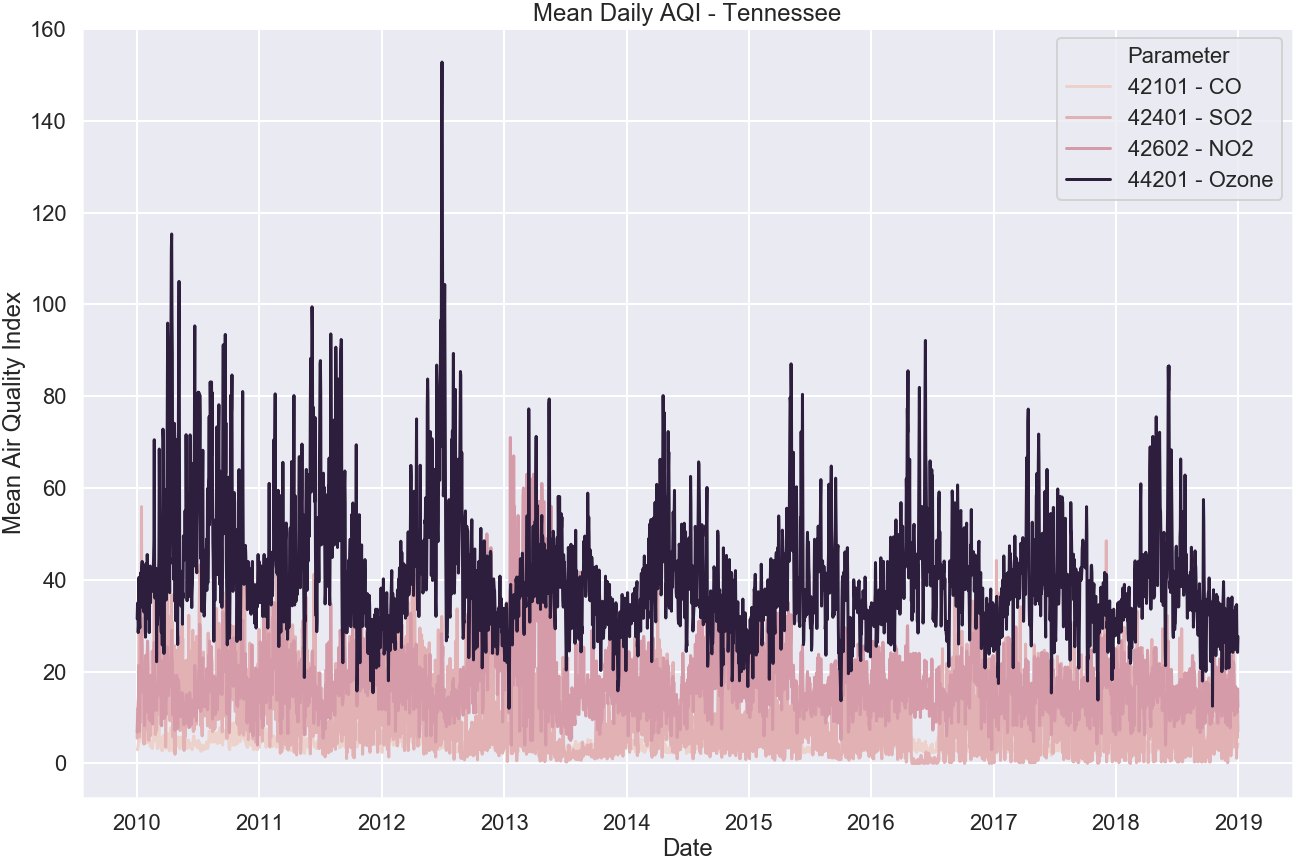 Mean Daily AQI - Tennessee
160
140
120
100
80
60
40
20
0
Mean Air Quality Index
Parameter
42101 - CO
42401 - SO2
42602 - NO2
44201 - Ozone
2010 2011 2012 2013 2014 2015 2016 2017 2018 2019
Date